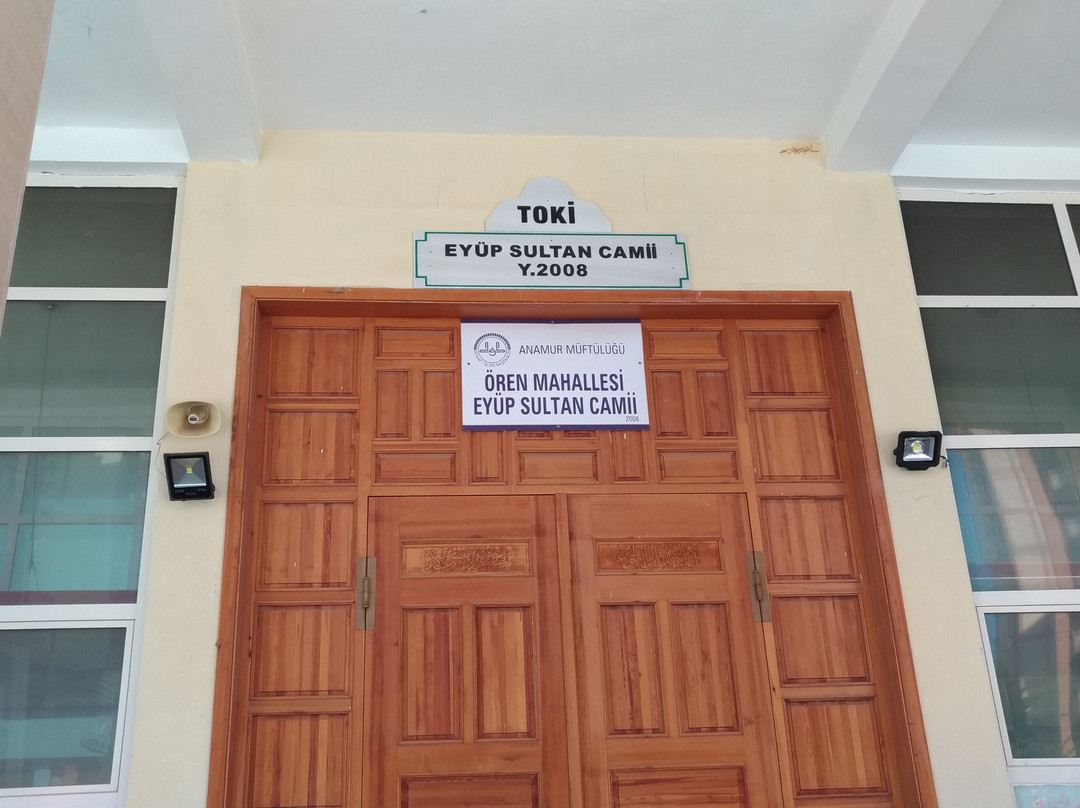 TOKİ
EYÜP SULTAN CAMİİ
Y.2008
ANAMUR MÜFTÜLÜĞÜ
ÖREN MAHALLESİ
EYÜP SULTAN CAMİİ
2008